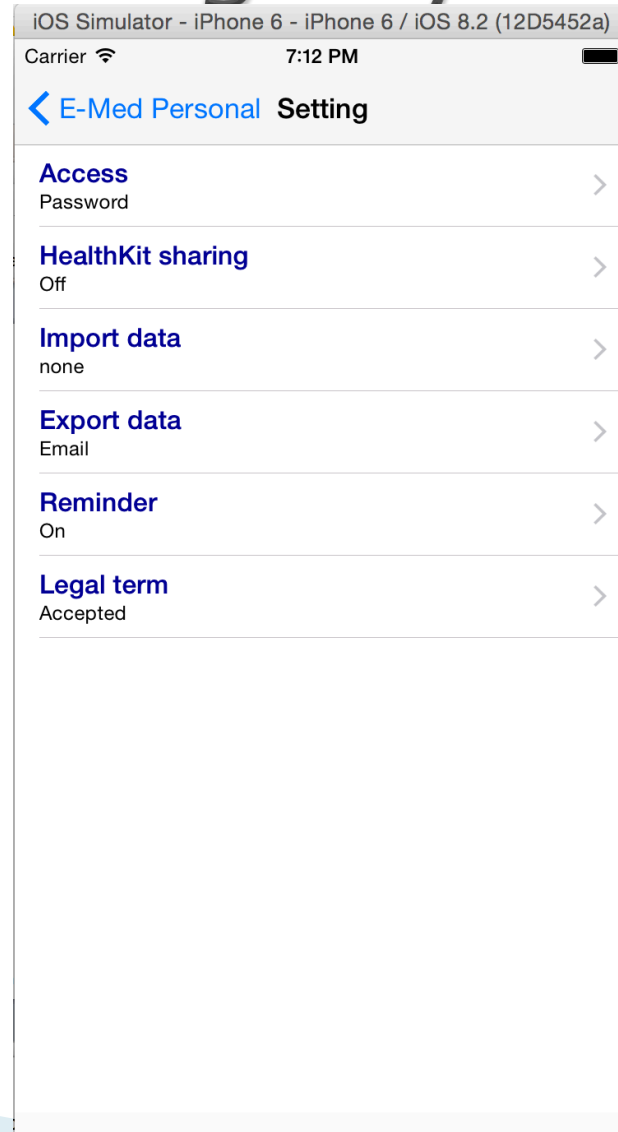 iOS Simulator - iPhone 6 - iPhone 6 / iOS 8.2 (12D5452a)
Carrier 7:12 PM
E-Med Personal Setting
Access
Password
HealthKit sharing
Off
Import data
none
Export data
Email
Reminder
On
Legal term
Accepted